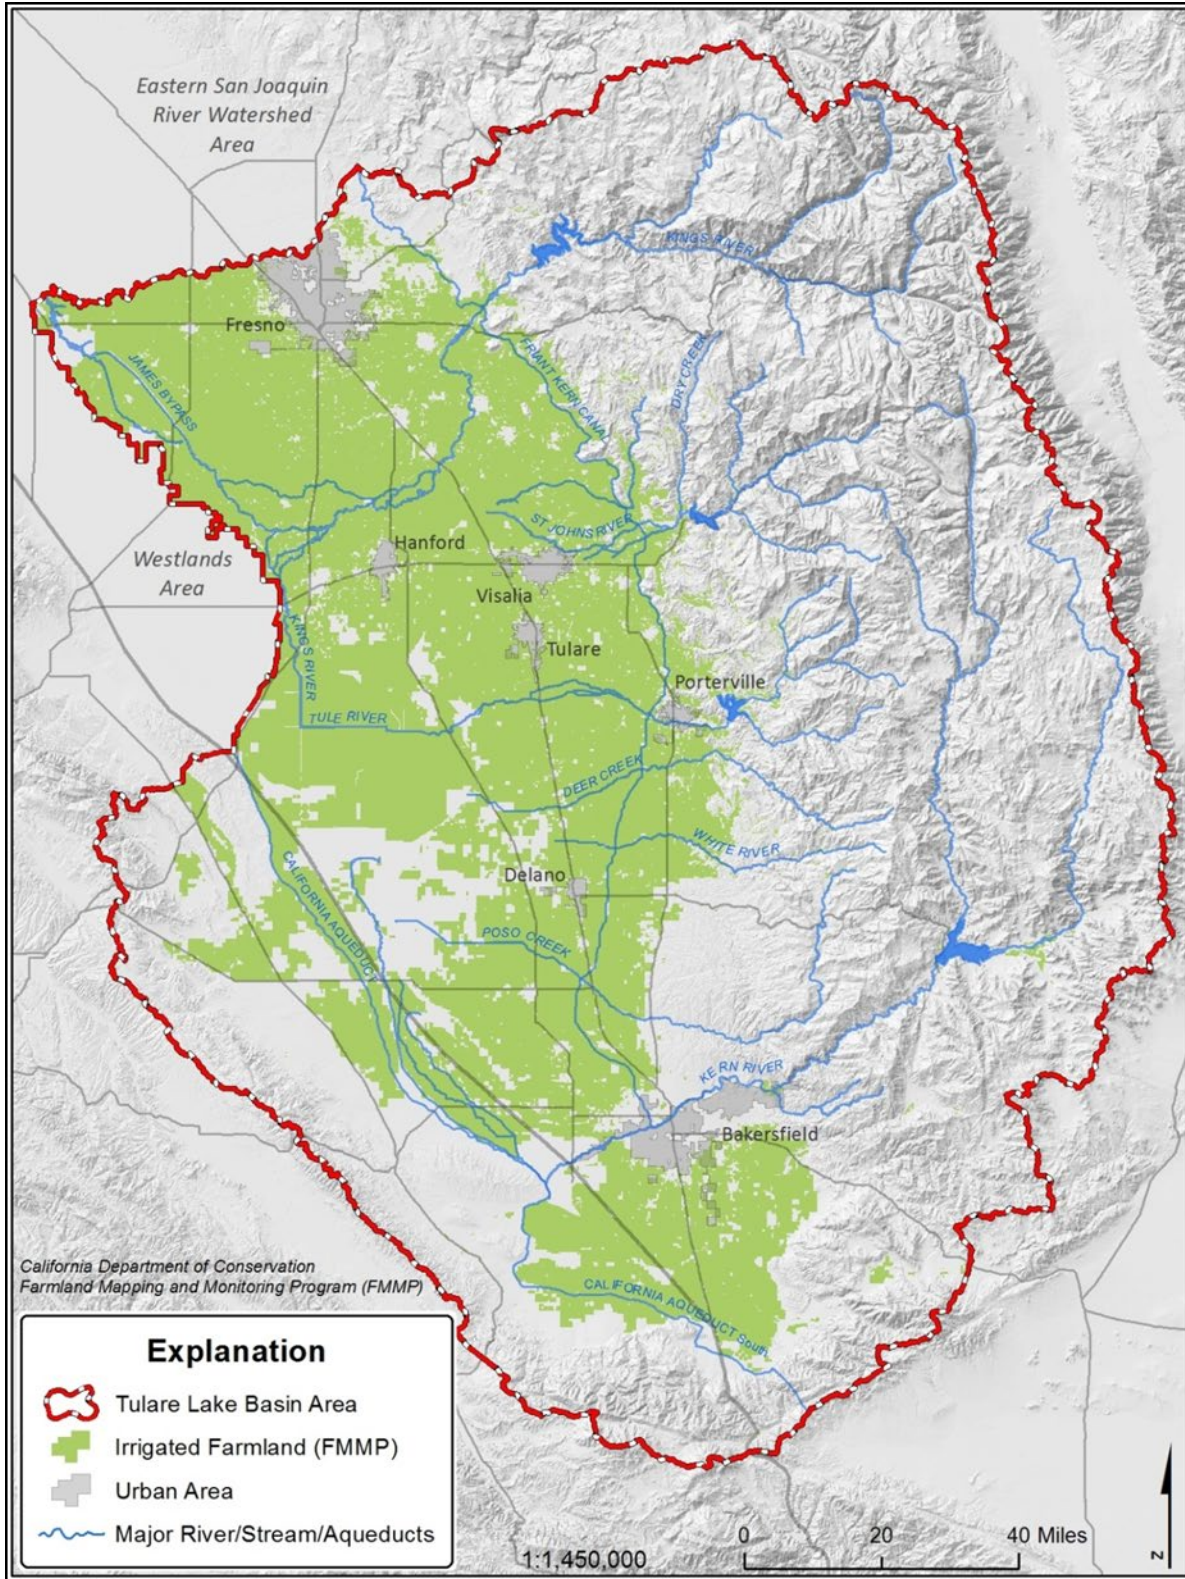 Eastern San Joaquin
River Watershed
Area
KINGS RIVER
Fresno
FRIANT KERN CANAL
DRY CREEK
JAMES BYPASS
ST JOHNS RIVER
Hanford
Westlands
Area
Visalia
KINGS RIVER
Tulare
Porterville
TULE RIVER
DEER CREEK
WHITE RIVER
CALIFORNIA AQUEDUCT
Delano
POSO CREEK
KERN RIVER
Bakersfield
California Department of Conservation
Farmland Mapping and Monitoring Program (FMMP)
CALIFORNIA AQUEDUCT South
Explanation
Tulare Lake Basin Area
Irrigated Farmland (FMMP)
Urban Area
Major River/Stream/Aqueducts
0 20 40 Miles
1:1,450,000
N